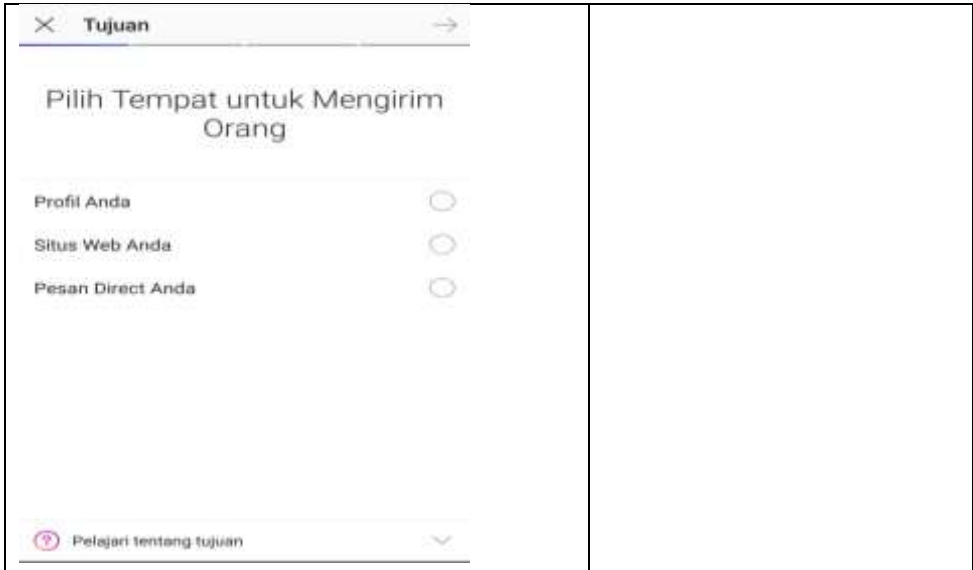 Tujuan
Pilih Tempat untuk Mengirim
Orang
Profil Anda
Situs Web Anda
Pesan Direct Anda
? Pelajari tentang tujuan